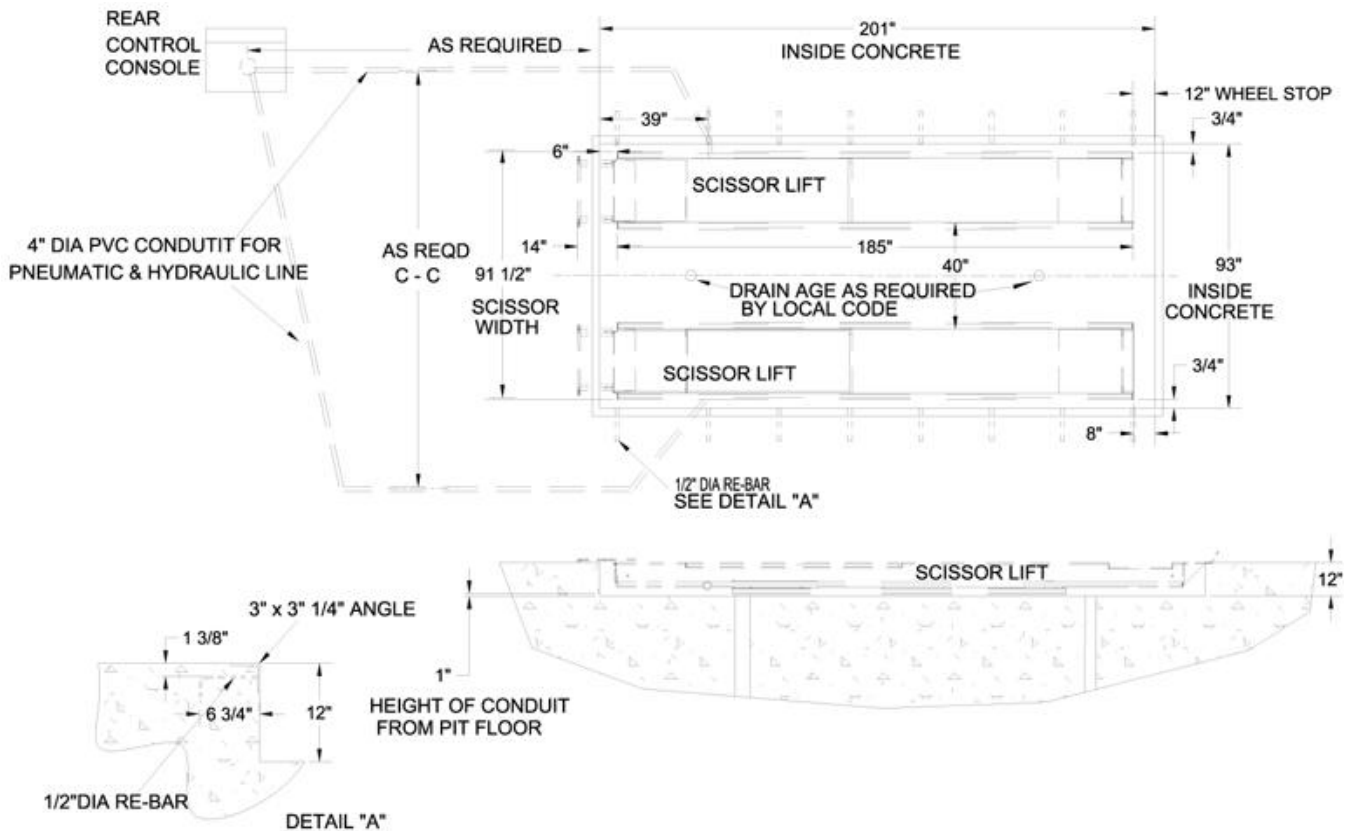 REAR
CONTROL
CONSOLE
AS REQUIRED
201"
INSIDE CONCRETE
12" WHEEL STOP
39"
3/4"
6"
SCISSOR LIFT
4" DIA PVC CONDUTIT FOR
PNEUMATIC & HYDRAULIC LINE
AS REQD
C - C
14"
91 1/2"
SCISSOR
WIDTH
185"
40"
DRAIN AGE AS REQUIRED
BY LOCAL CODE
93"
INSIDE
CONCRETE
SCISSOR LIFT
3/4"
8"
1/2" DIA RE-BAR
SEE DETAIL "A"
SCISSOR LIFT
12"
3" x 3" 1/4" ANGLE
1 3/8"
1"
HEIGHT OF CONDUIT
FROM PIT FLOOR
6 3/4"
12"
1/2"DIA RE-BAR
DETAIL "A"